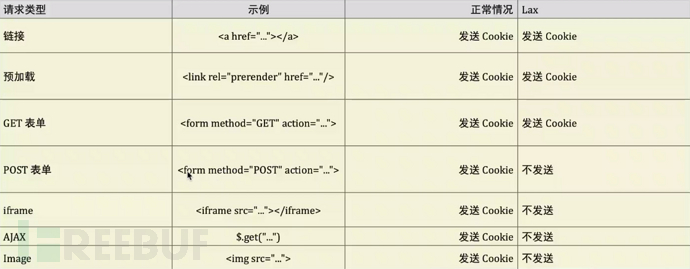 请求类型 示例 正常情况 Lax
链接 <a href="..."></a> 发送 Cookie 发送 Cookie
预加载 <link rel="prerender" href="..."/> 发送 Cookie 发送 Cookie
GET 表单 <form method="GET" action="..."> 发送 Cookie 发送 Cookie
POST 表单 <form method="POST" action="..."> 发送 Cookie 不发送
iframe <iframe src="..."></iframe> 发送 Cookie 不发送
AJAX $.get("...") 发送 Cookie 不发送
Image <img src="..."> 发送 Cookie 不发送
FREEBUF